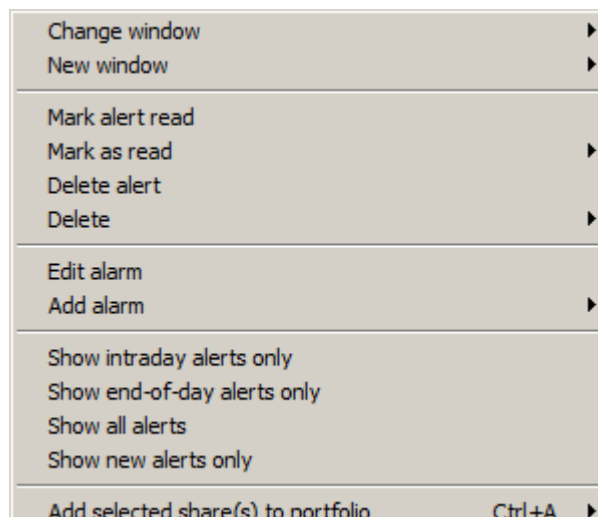 Change window
New window
Mark alert read
Mark as read
Delete alert
Delete
Edit alarm
Add alarm
Show intraday alerts only
Show end-of-day alerts only
Show all alerts
Show new alerts only
Add selected share(s) to portfolio Ctrl+A